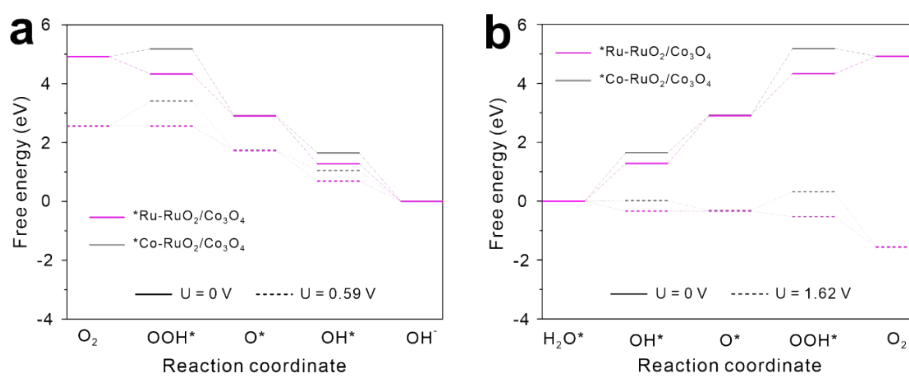 a
Free energy (eV)
6
4
2
0
-2
-4
*Ru-RuO₂/Co₃O₄
*Co-RuO₂/Co₃O₄
U = 0 V
U = 0.59 V
O₂
OOH*
O*
OH*
OH⁻
Reaction coordinate
b
Free energy (eV)
6
4
2
0
-2
-4
*Ru-RuO₂/Co₃O₄
*Co-RuO₂/Co₃O₄
U = 0 V
U = 1.62 V
H₂O*
OH*
O*
OOH*
O₂
Reaction coordinate